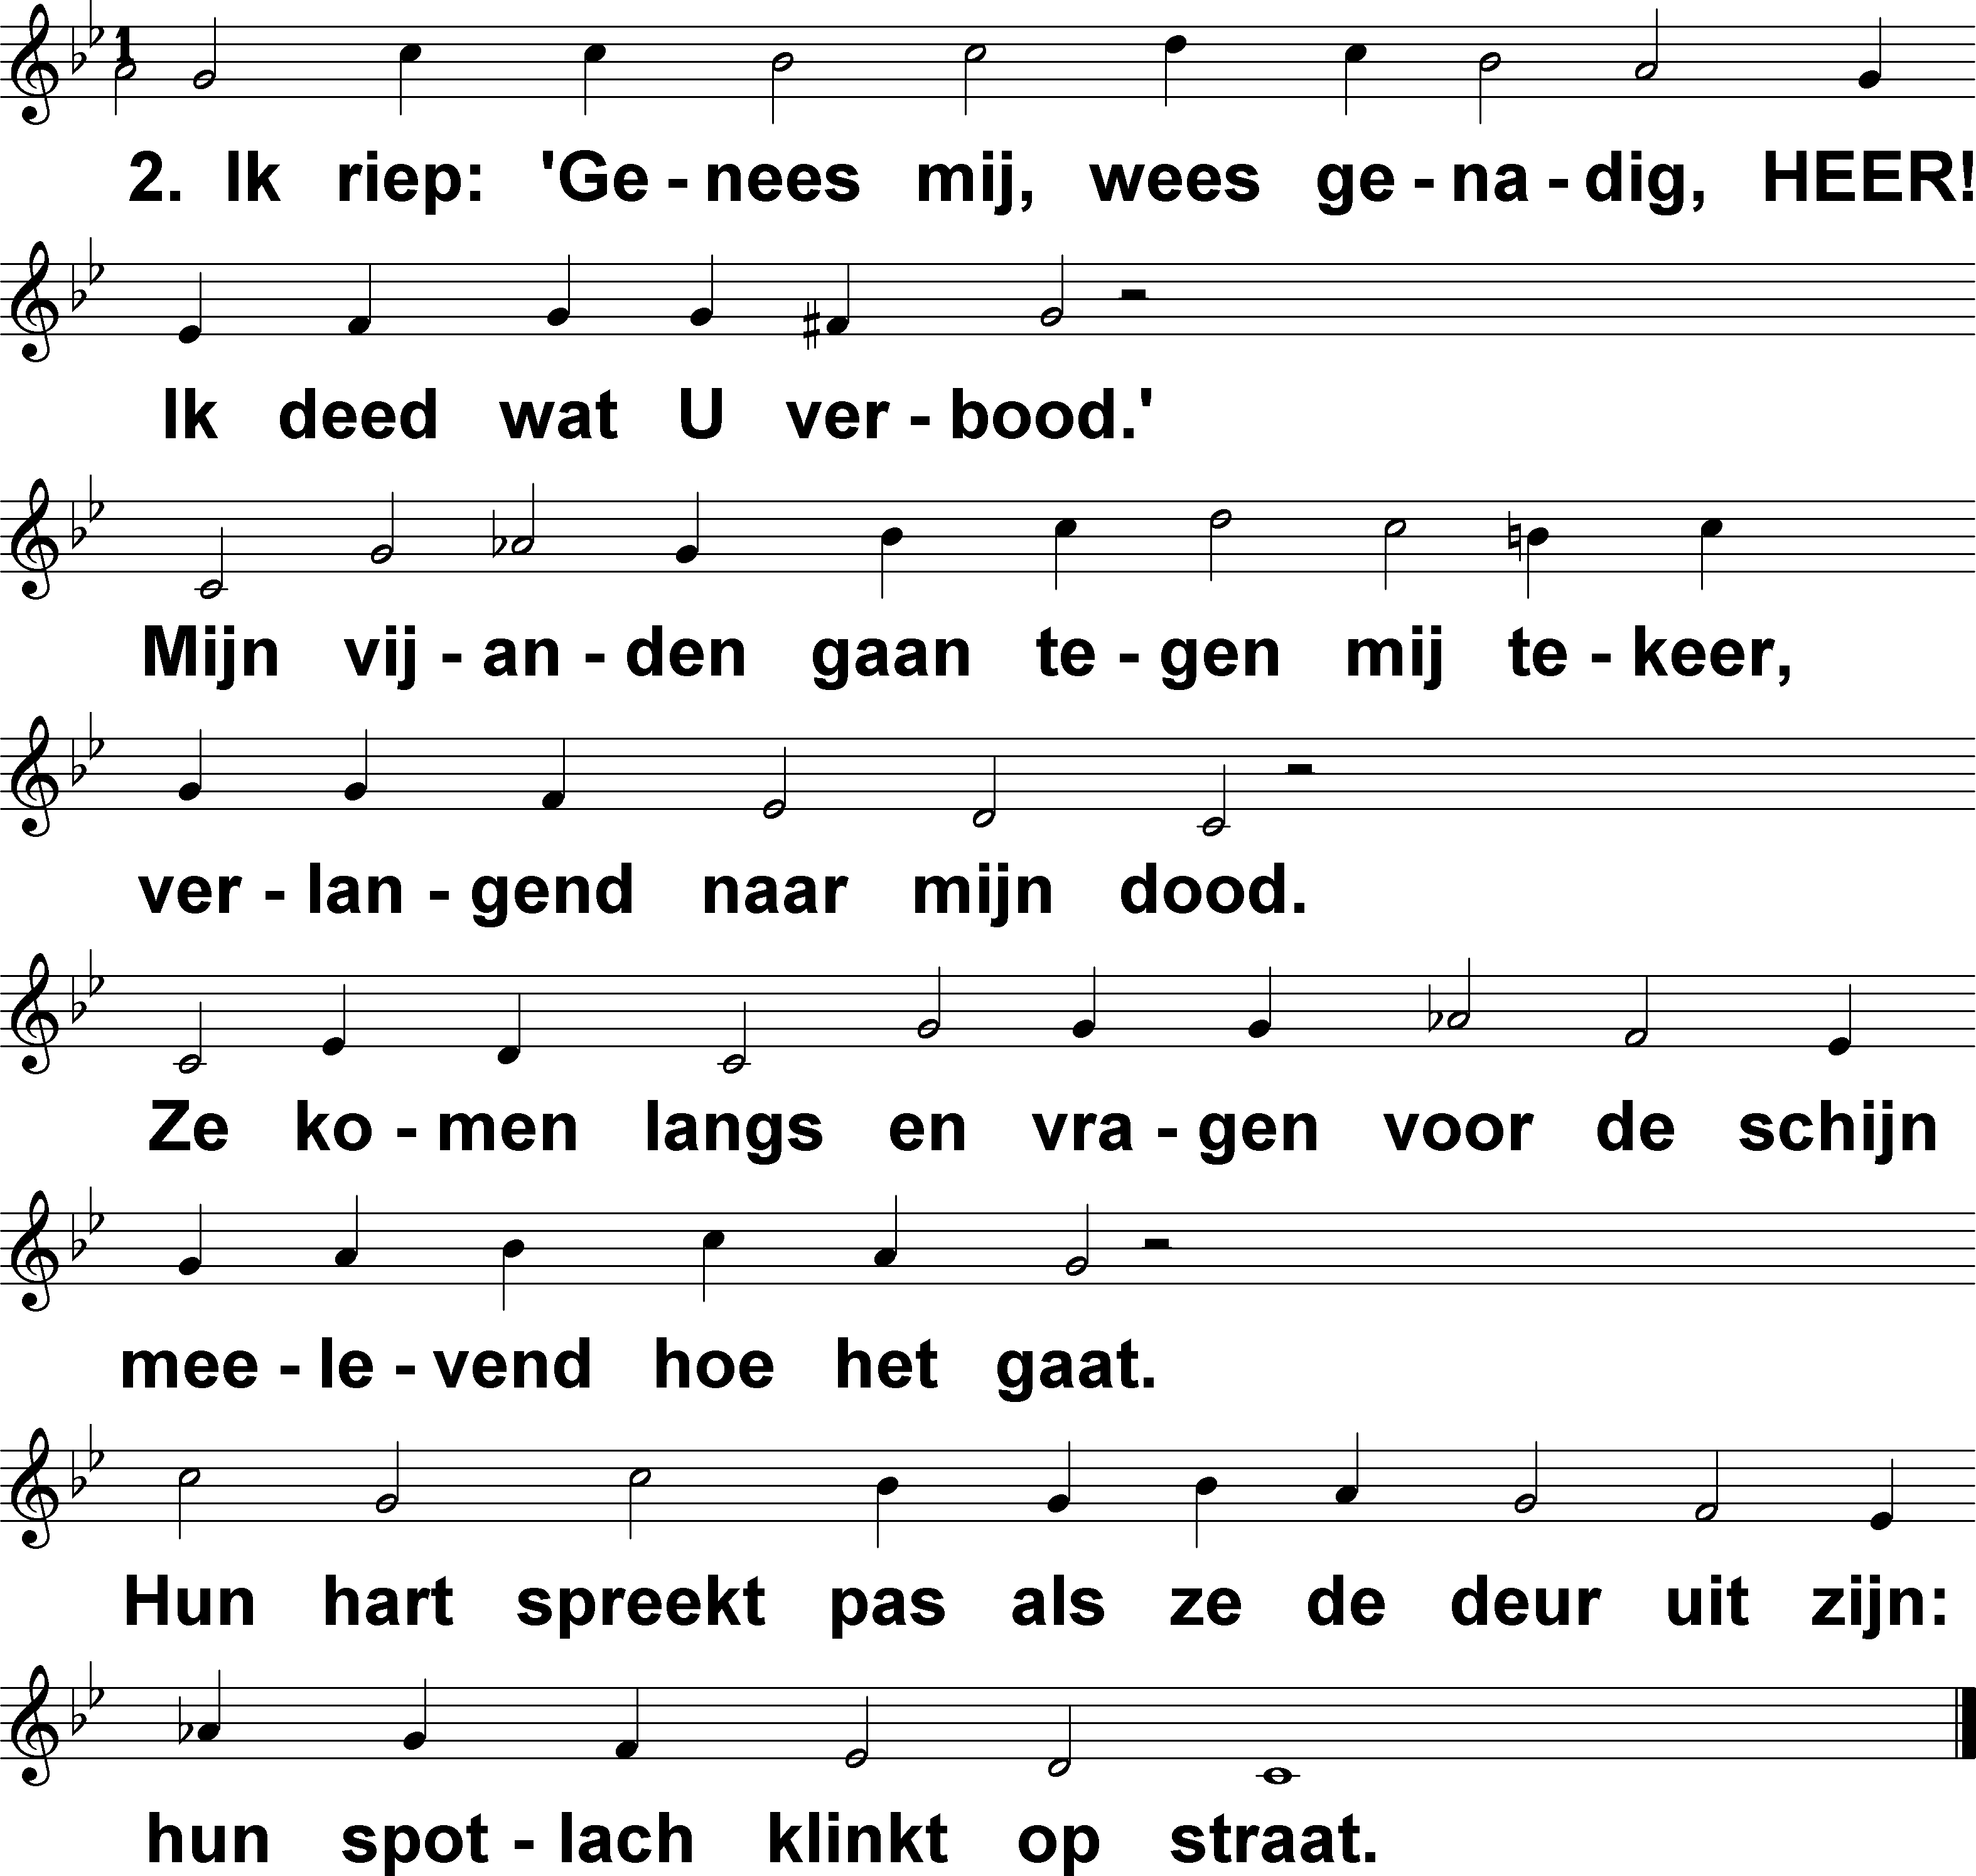 2. Ik riep: 'Ge - nees mij, wees ge - na - dig, HEER!
Ik deed wat U ver - bood.'
Mijn vij - an - den gaan te - gen mij te - keer,
ver - lan - gend naar mijn dood.
Ze ko - men langs en vra - gen voor de schijn
mee - le - vend hoe het gaat.
Hun hart spreekt pas als ze de deur uit zijn:
hun spot - lach klinkt op straat.